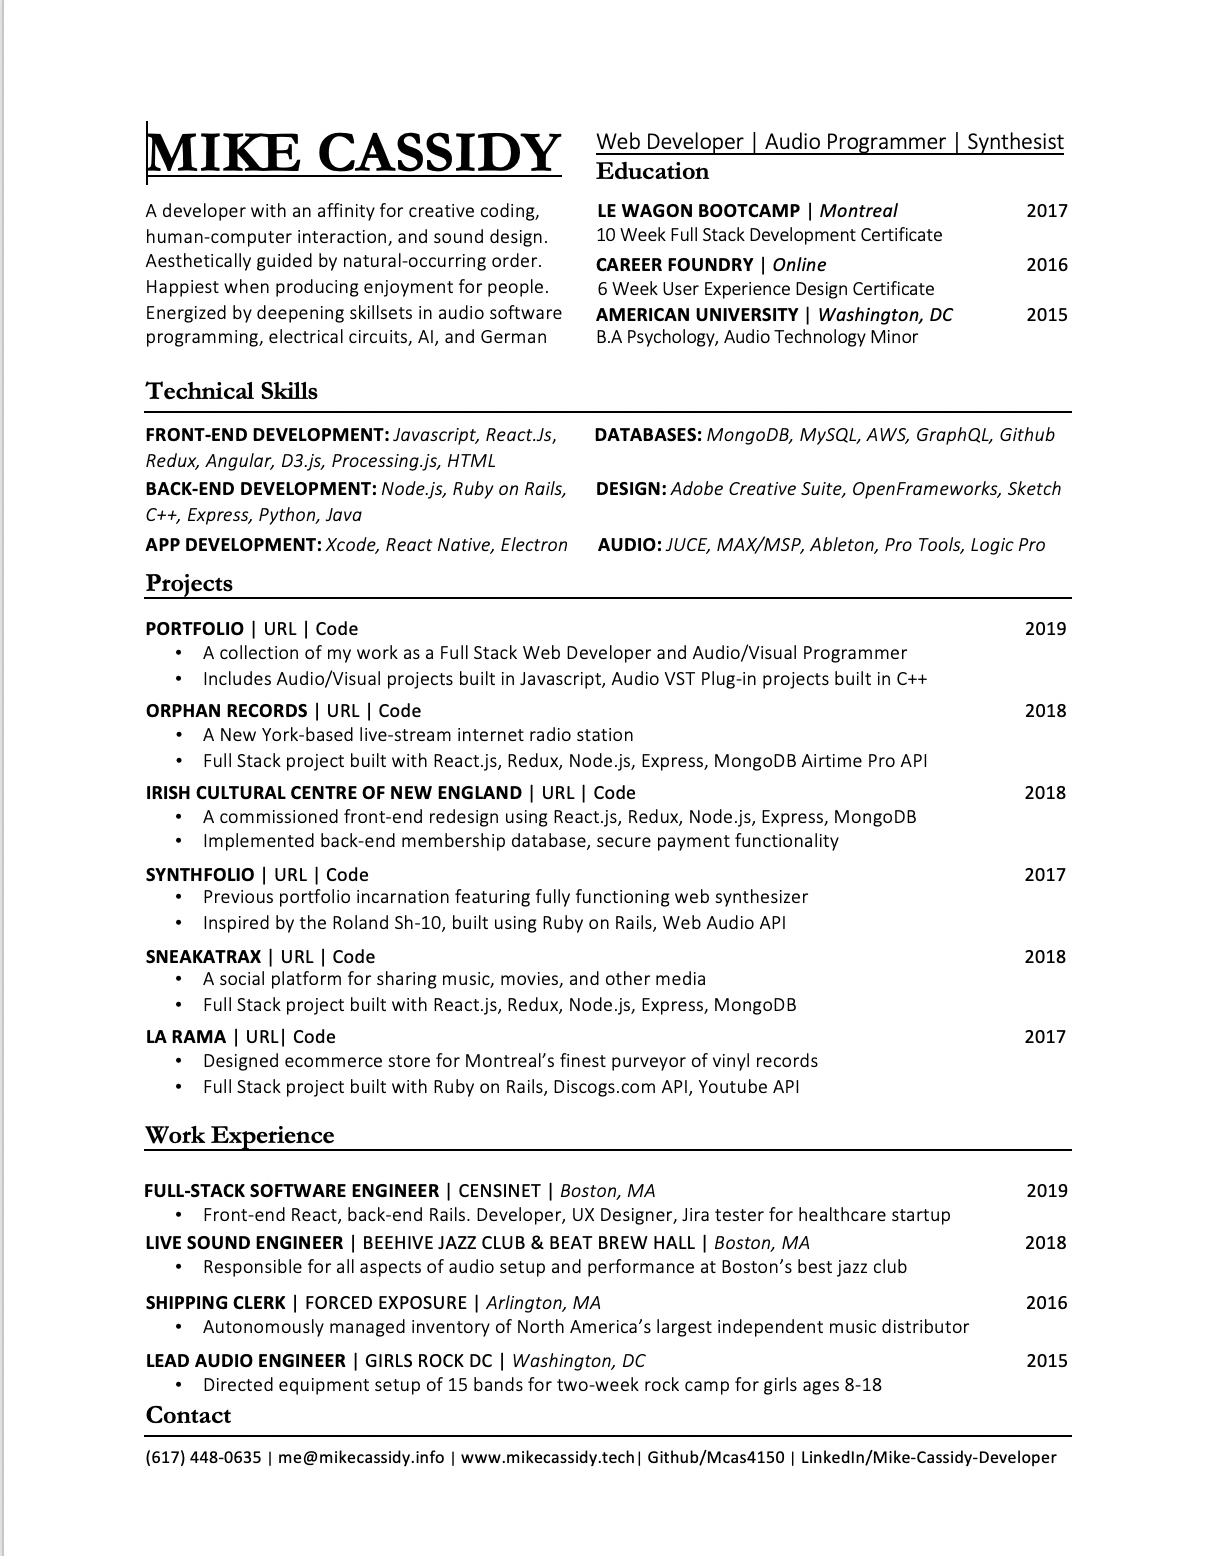 MIKE CASSIDY
Web Developer | Audio Programmer | Synthesist
A developer with an affinity for creative coding,
human-computer interaction, and sound design.
Aesthetically guided by natural-occurring order.
Happiest when producing enjoyment for people.
Energized by deepening skillsets in audio software
programming, electrical circuits, AI, and German
Education
LE WAGON BOOTCAMP | Montreal 2017
10 Week Full Stack Development Certificate
CAREER FOUNDRY | Online 2016
6 Week User Experience Design Certificate
AMERICAN UNIVERSITY | Washington, DC 2015
B.A Psychology, Audio Technology Minor
Technical Skills
FRONT-END DEVELOPMENT: Javascript, React.Js,
Redux, Angular, D3.js, Processing.js, HTML
BACK-END DEVELOPMENT: Node.js, Ruby on Rails,
C++, Express, Python, Java
APP DEVELOPMENT: Xcode, React Native, Electron
DATABASES: MongoDB, MySQL, AWS, GraphQL, Github
DESIGN: Adobe Creative Suite, OpenFrameworks, Sketch
AUDIO: JUCE, MAX/MSP, Ableton, Pro Tools, Logic Pro
Projects
PORTFOLIO | URL | Code 2019
• A collection of my work as a Full Stack Web Developer and Audio/Visual Programmer
• Includes Audio/Visual projects built in Javascript, Audio VST Plug-in projects built in C++
ORPHAN RECORDS | URL | Code 2018
• A New York-based live-stream internet radio station
• Full Stack project built with React.js, Redux, Node.js, Express, MongoDB Airtime Pro API
IRISH CULTURAL CENTRE OF NEW ENGLAND | URL | Code 2018
• A commissioned front-end redesign using React.js, Redux, Node.js, Express, MongoDB
• Implemented back-end membership database, secure payment functionality
SYNTHFOLIO | URL | Code 2017
• Previous portfolio incarnation featuring fully functioning web synthesizer
• Inspired by the Roland Sh-10, built using Ruby on Rails, Web Audio API
SNEAKATRAX | URL | Code 2018
• A social platform for sharing music, movies, and other media
• Full Stack project built with React.js, Redux, Node.js, Express, MongoDB
LA RAMA | URL| Code 2017
• Designed ecommerce store for Montreal’s finest purveyor of vinyl records
• Full Stack project built with Ruby on Rails, Discogs.com API, Youtube API
Work Experience
FULL-STACK SOFTWARE ENGINEER | CENSINET | Boston, MA 2019
• Front-end React, back-end Rails. Developer, UX Designer, Jira tester for healthcare startup
LIVE SOUND ENGINEER | BEEHIVE JAZZ CLUB & BEAT BREW HALL | Boston, MA 2018
• Responsible for all aspects of audio setup and performance at Boston’s best jazz club
SHIPPING CLERK | FORCED EXPOSURE | Arlington, MA 2016
• Autonomously managed inventory of North America’s largest independent music distributor
LEAD AUDIO ENGINEER | GIRLS ROCK DC | Washington, DC 2015
• Directed equipment setup of 15 bands for two-week rock camp for girls ages 8-18
Contact
(617) 448-0635 | me@mikecassidy.info | www.mikecassidy.tech| Github/Mcas4150 | LinkedIn/Mike-Cassidy-Developer